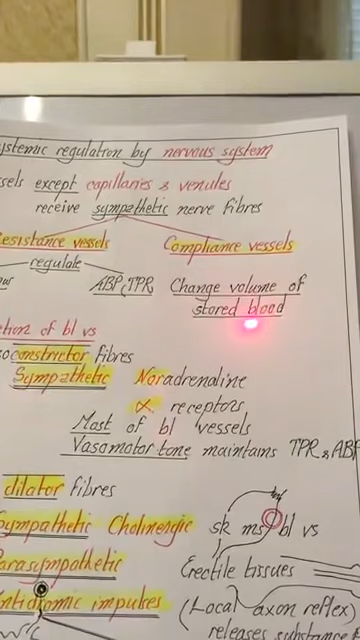 ystemic regulation by nervous system
sels except capillaries & venules
receive sympathetic nerve fibres
esistance vessels Compliance vessels
regulate
ABP & TPR Change volume of
stored blood
tion of bl vs
oconstrictor fibres
Sympathetic Noradrenaline
α receptors
Most of bl vessels
Vasomotor tone maintains TPR & ABP
dilator fibres
Sympathetic Cholinergic sk ms bl vs
Parasympathetic Erectile tissues
ntidromic impulses (Local axon reflex)
releases substance